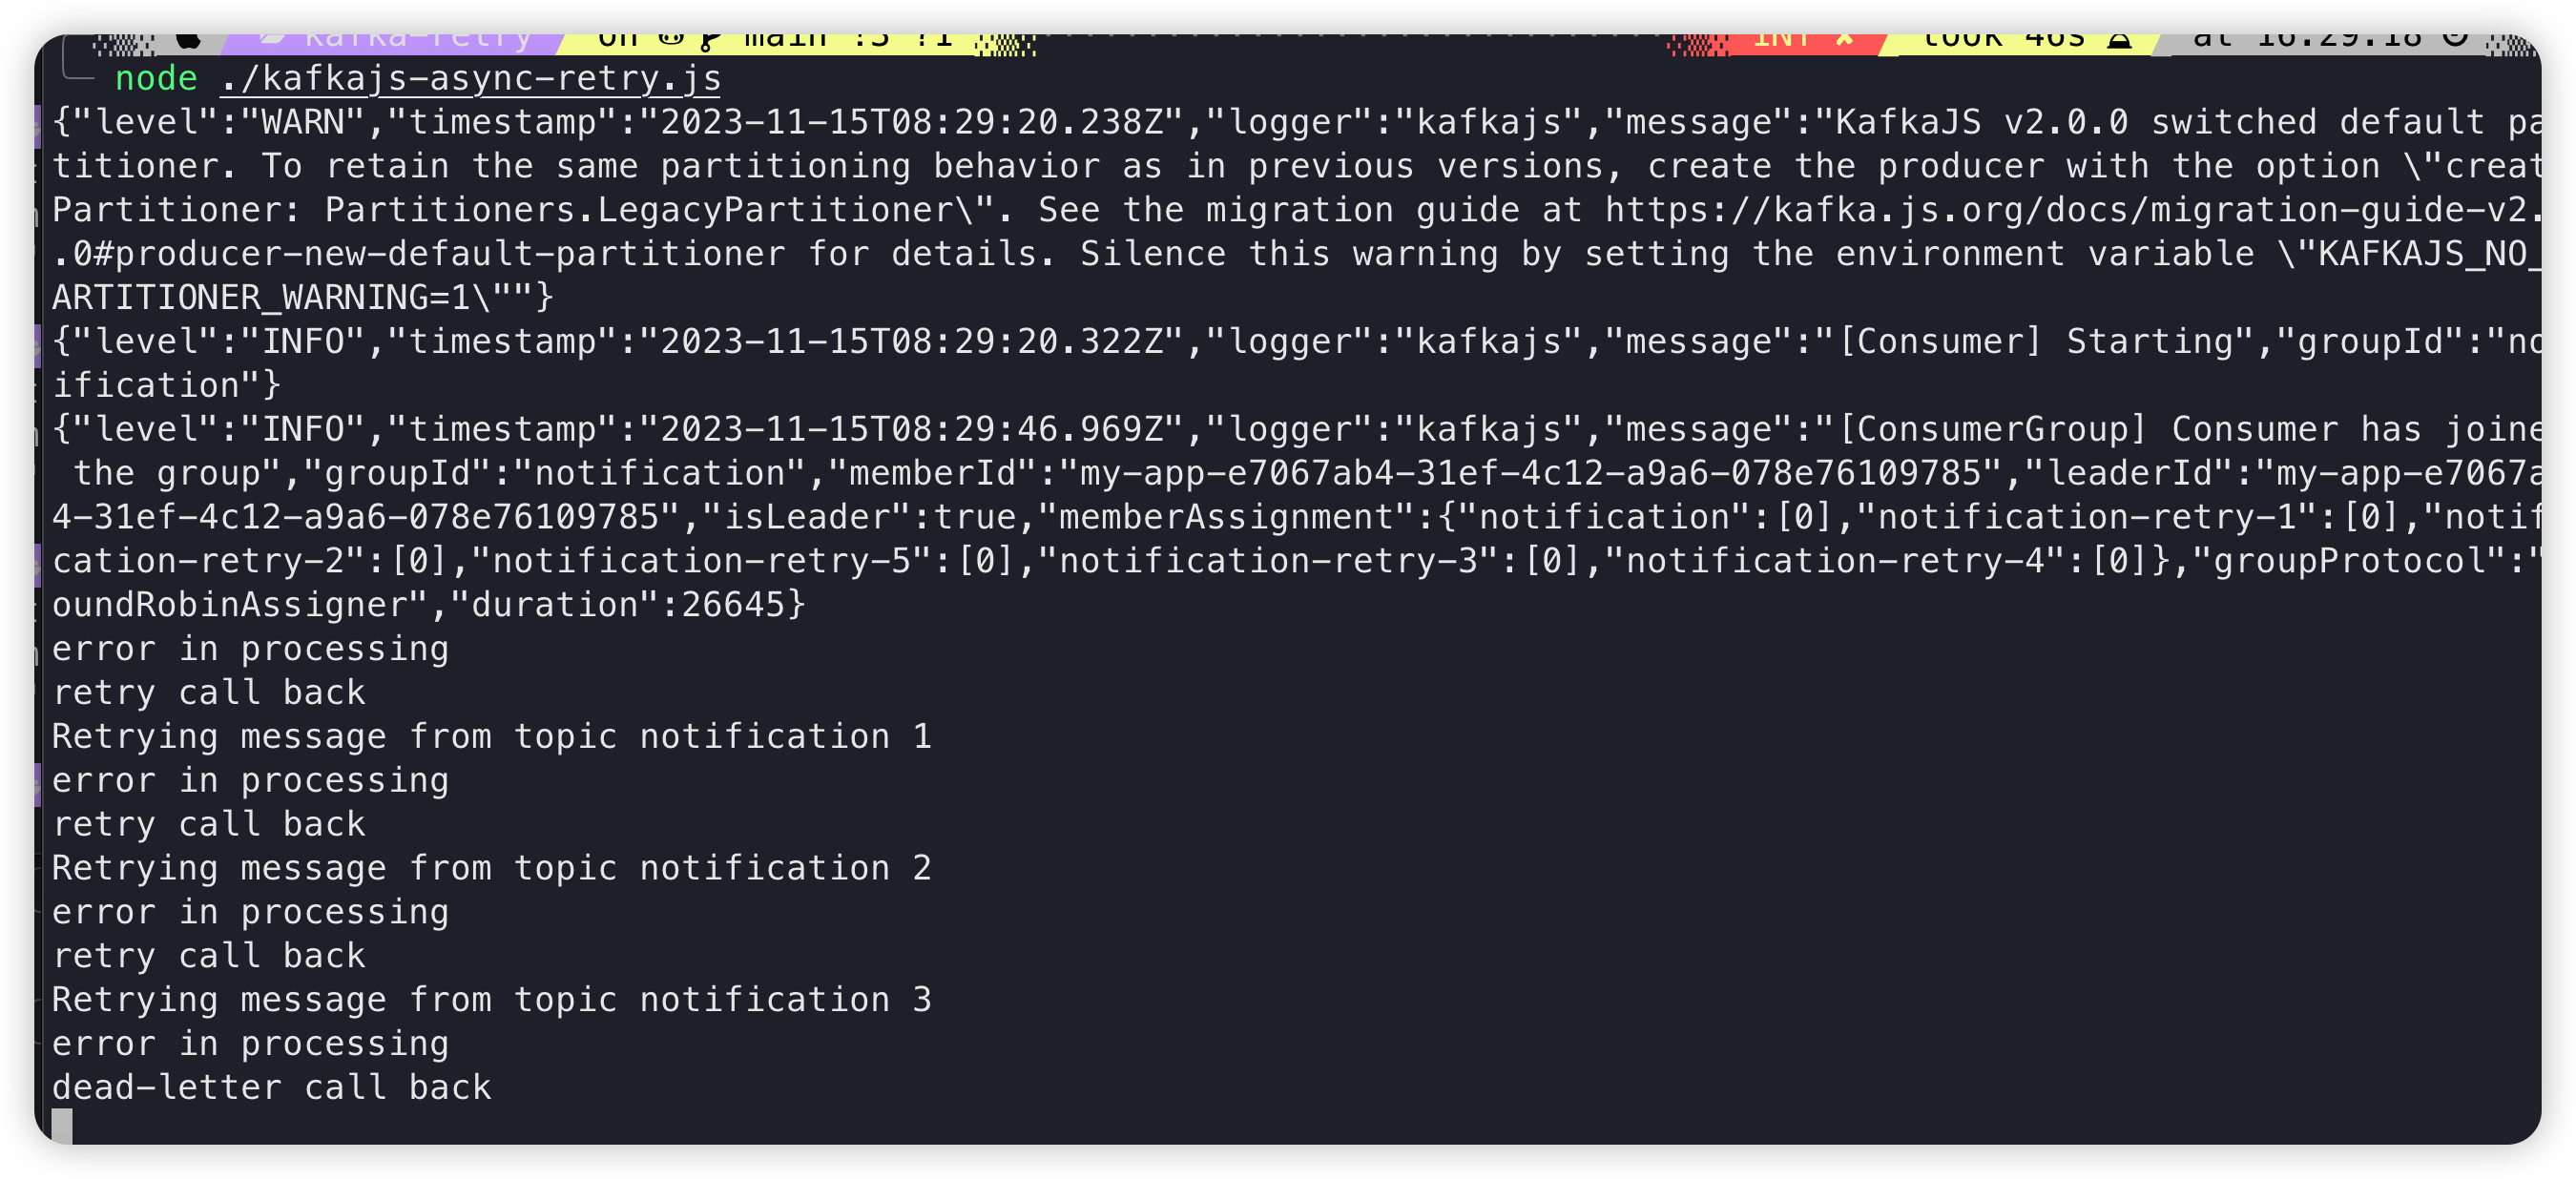 kafka-retry on main !3 ?1 INT ✘ took 46s at 16:29:18
node ./kafkajs-async-retry.js
{"level":"WARN","timestamp":"2023-11-15T08:29:20.238Z","logger":"kafkajs","message":"KafkaJS v2.0.0 switched default pa
titioner. To retain the same partitioning behavior as in previous versions, create the producer with the option \"creat
Partitioner: Partitioners.LegacyPartitioner\". See the migration guide at https://kafka.js.org/docs/migration-guide-v2.
.0#producer-new-default-partitioner for details. Silence this warning by setting the environment variable \"KAFKAJS_NO_
ARTITIONER_WARNING=1\""}
{"level":"INFO","timestamp":"2023-11-15T08:29:20.322Z","logger":"kafkajs","message":"[Consumer] Starting","groupId":"no
ification"}
{"level":"INFO","timestamp":"2023-11-15T08:29:46.969Z","logger":"kafkajs","message":"[ConsumerGroup] Consumer has joine
the group","groupId":"notification","memberId":"my-app-e7067ab4-31ef-4c12-a9a6-078e76109785","leaderId":"my-app-e7067a
4-31ef-4c12-a9a6-078e76109785","isLeader":true,"memberAssignment":{"notification":[0],"notification-retry-1":[0],"notif
cation-retry-2":[0],"notification-retry-5":[0],"notification-retry-3":[0],"notification-retry-4":[0]},"groupProtocol":"
oundRobinAssigner","duration":26645}
error in processing
retry call back
Retrying message from topic notification 1
error in processing
retry call back
Retrying message from topic notification 2
error in processing
retry call back
Retrying message from topic notification 3
error in processing
dead-letter call back